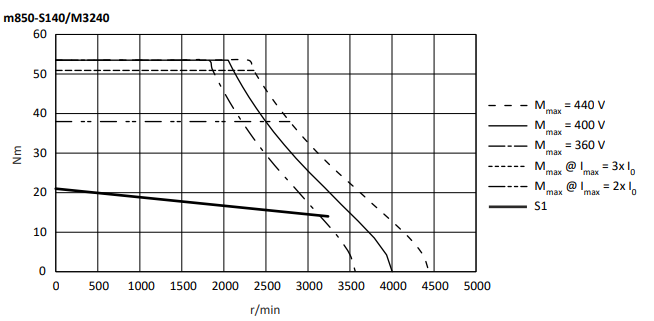 m850-S140/M3240
60
50
40
30
20
10
0
Nm
0 500 1000 1500 2000 2500 3000 3500 4000 4500 5000
r/min
Mmax = 440 V
Mmax = 400 V
Mmax = 360 V
Mmax @ Imax = 3x I0
Mmax @ Imax = 2x I0
S1